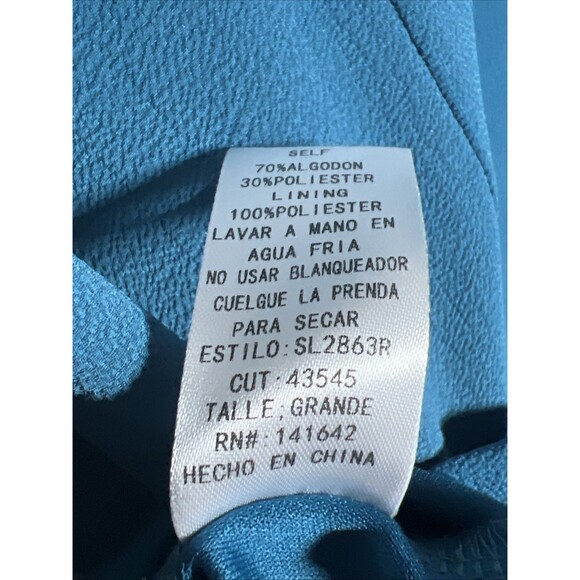 SELF
70%ALGODON
30%POLIESTER
LINING
100%POLIESTER
LAVAR A MANO EN
AGUA FRIA
NO USAR BLANQUEADOR
CUELGUE LA PRENDA
PARA SECAR
ESTILO:SL2863R
CUT:43545
TALLE;GRANDE
RN#:141642
HECHO EN CHINA